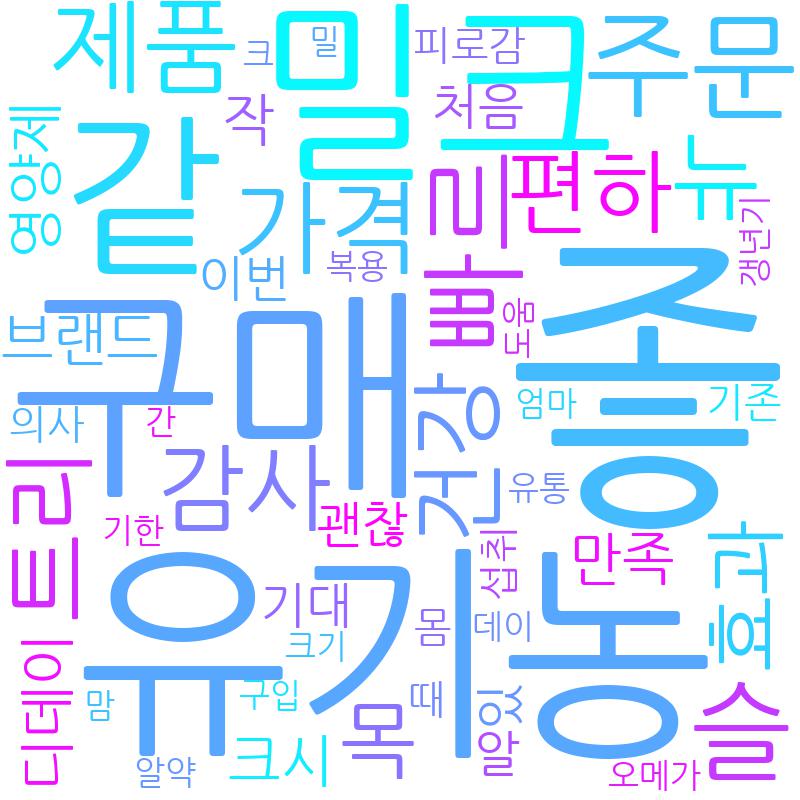 제품
크
밀
밀크
피로감
주문
작
처음
영양제
같
가격
빠리
편하
뉴
갱년기
이번
복용
도움
브랜드
구매
좋
의사
간
건강
엄마
기존
트리
감사
기한
괜찮
유통
섭취
만족
효과
유기농
기대
크기
몸
데이
디데이
맘
구입
때
알있
슬
알약
크시
목
오메가